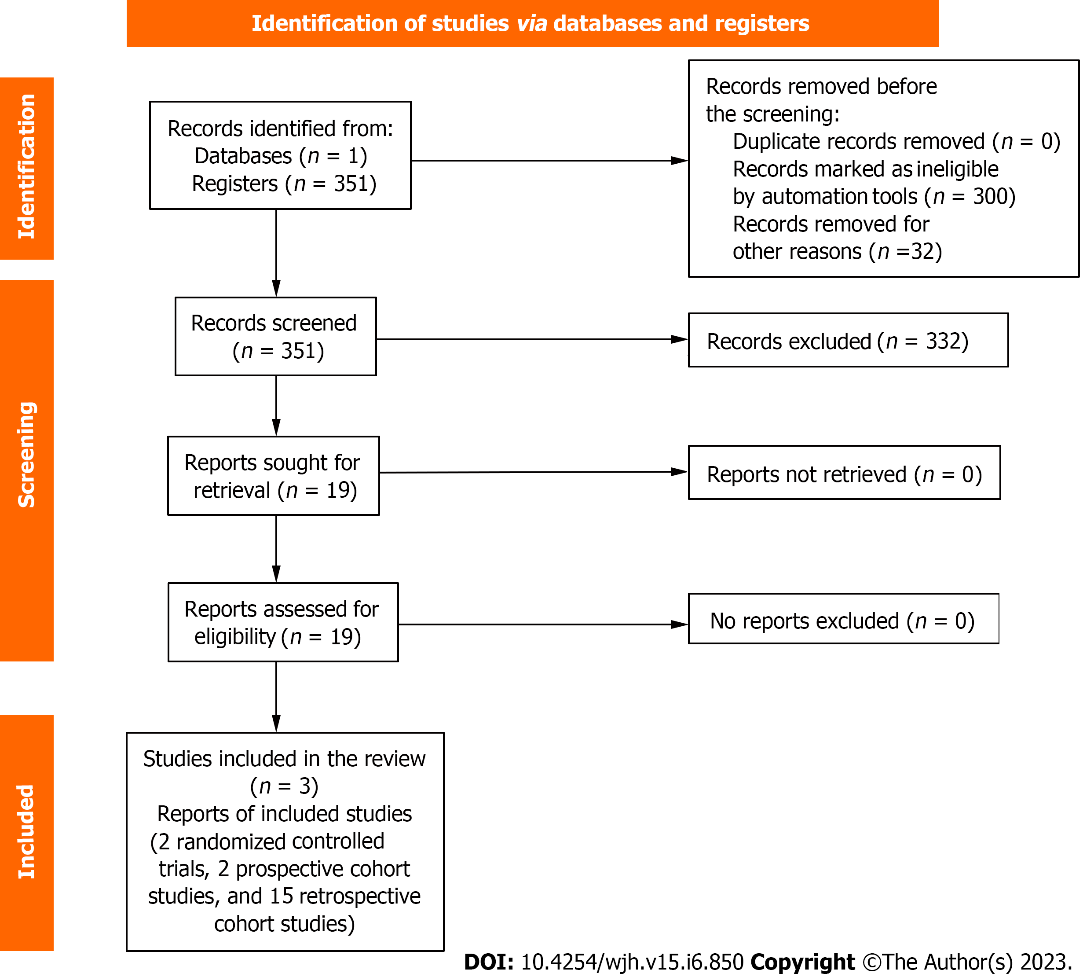 Identification of studies via databases and registers
Identification
Records identified from:
Databases (n = 1)
Registers (n = 351)
Records removed before
the screening:
Duplicate records removed (n = 0)
Records marked as ineligible
by automation tools (n = 300)
Records removed for
other reasons (n =32)
Screening
Records screened
(n = 351)
Records excluded (n = 332)
Reports sought for
retrieval (n = 19)
Reports not retrieved (n = 0)
Reports assessed for
eligibility (n = 19)
No reports excluded (n = 0)
Included
Studies included in the review
(n = 3)
Reports of included studies
(2 randomized controlled
trials, 2 prospective cohort
studies, and 15 retrospective
cohort studies)
DOI: 10.4254/wjh.v15.i6.850 Copyright ©The Author(s) 2023.